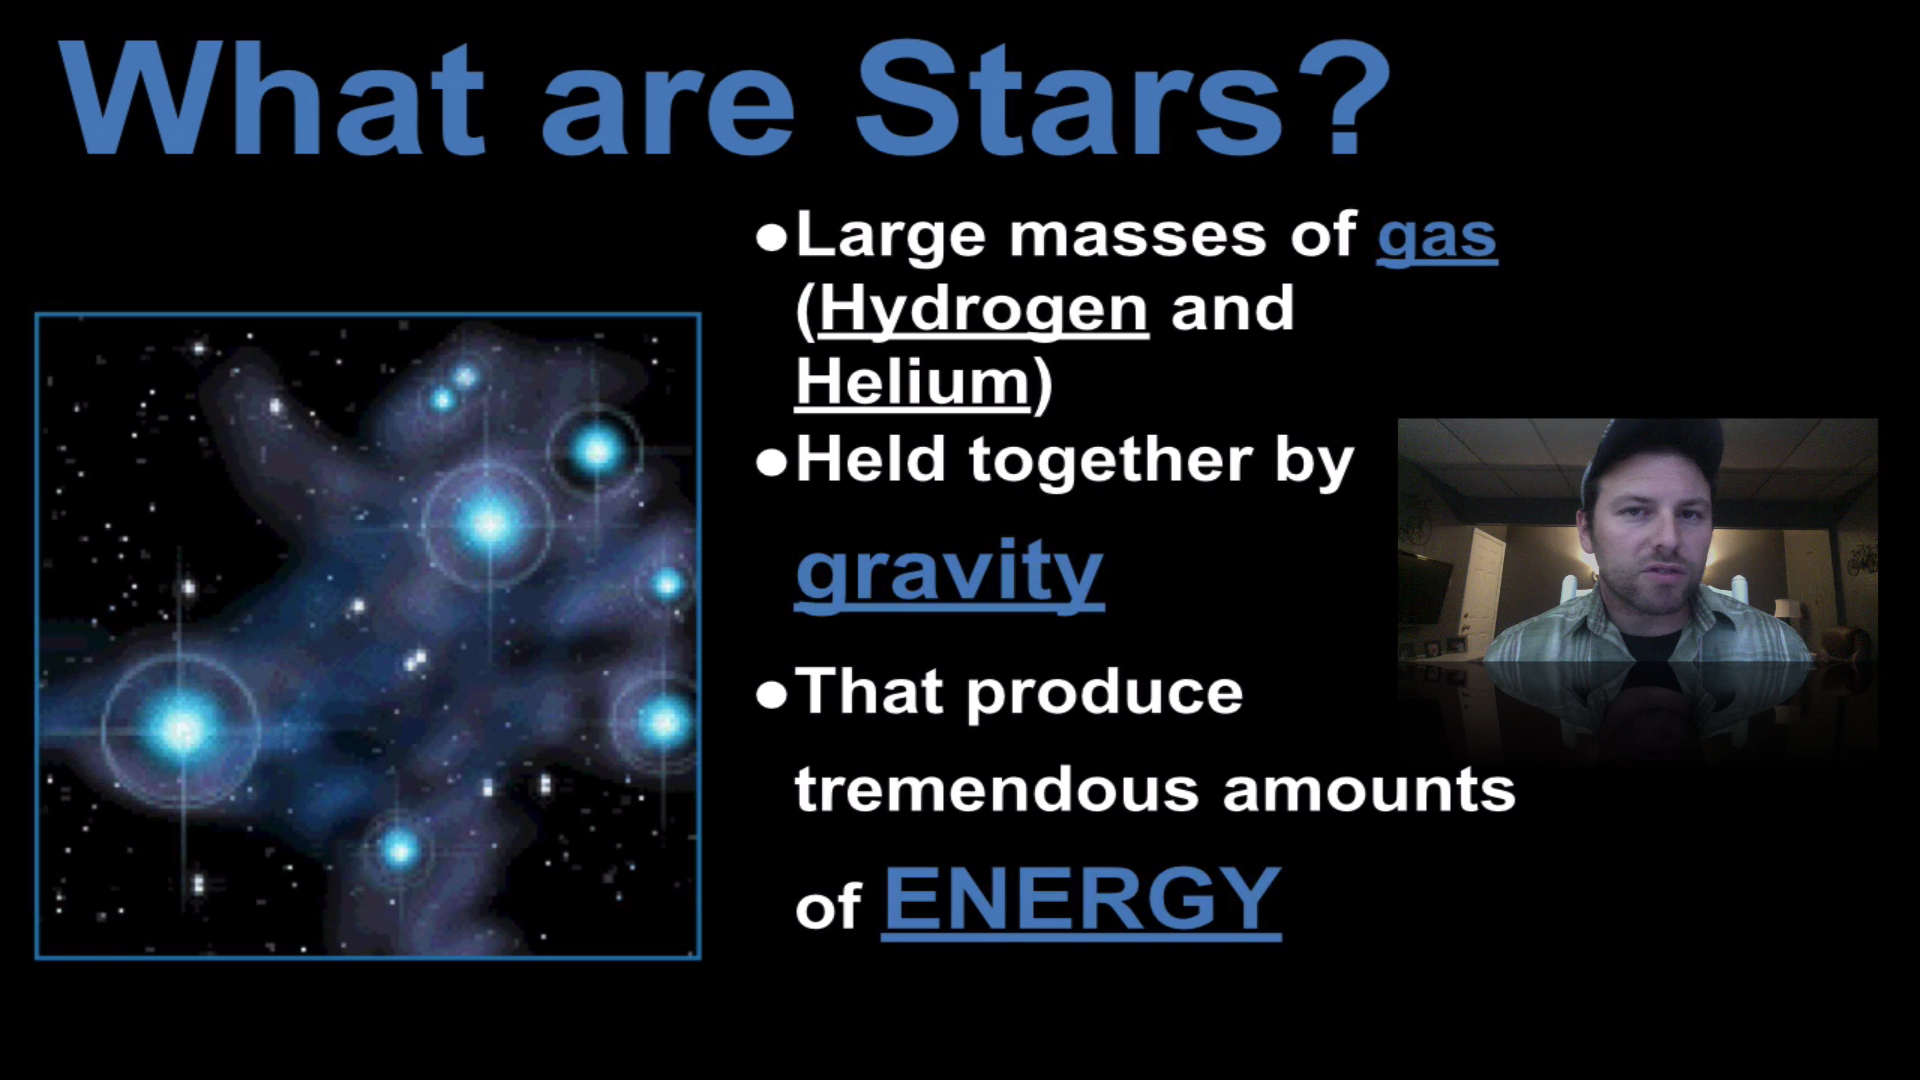 What are Stars?
•Large masses of gas
(Hydrogen and
Helium)
•Held together by
gravity
•That produce
tremendous amounts
of ENERGY